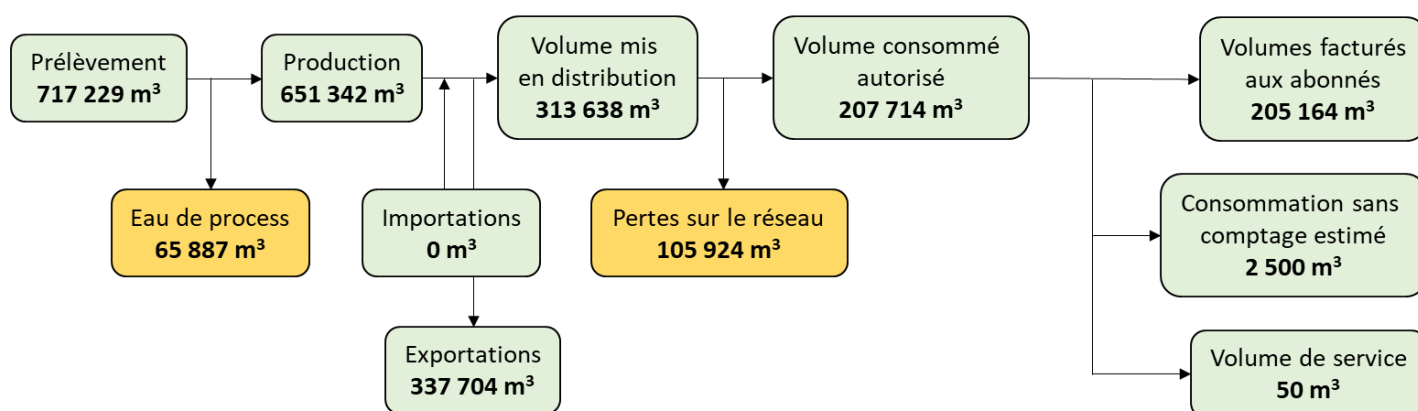 Prélèvement
717 229 m³
Production
651 342 m³
Volume mis
en distribution
313 638 m³
Volume consommé
autorisé
207 714 m³
Volumes facturés
aux abonnés
205 164 m³
Eau de process
65 887 m³
Importations
0 m³
Pertes sur le réseau
105 924 m³
Consommation sans
comptage estimé
2 500 m³
Exportations
337 704 m³
Volume de service
50 m³